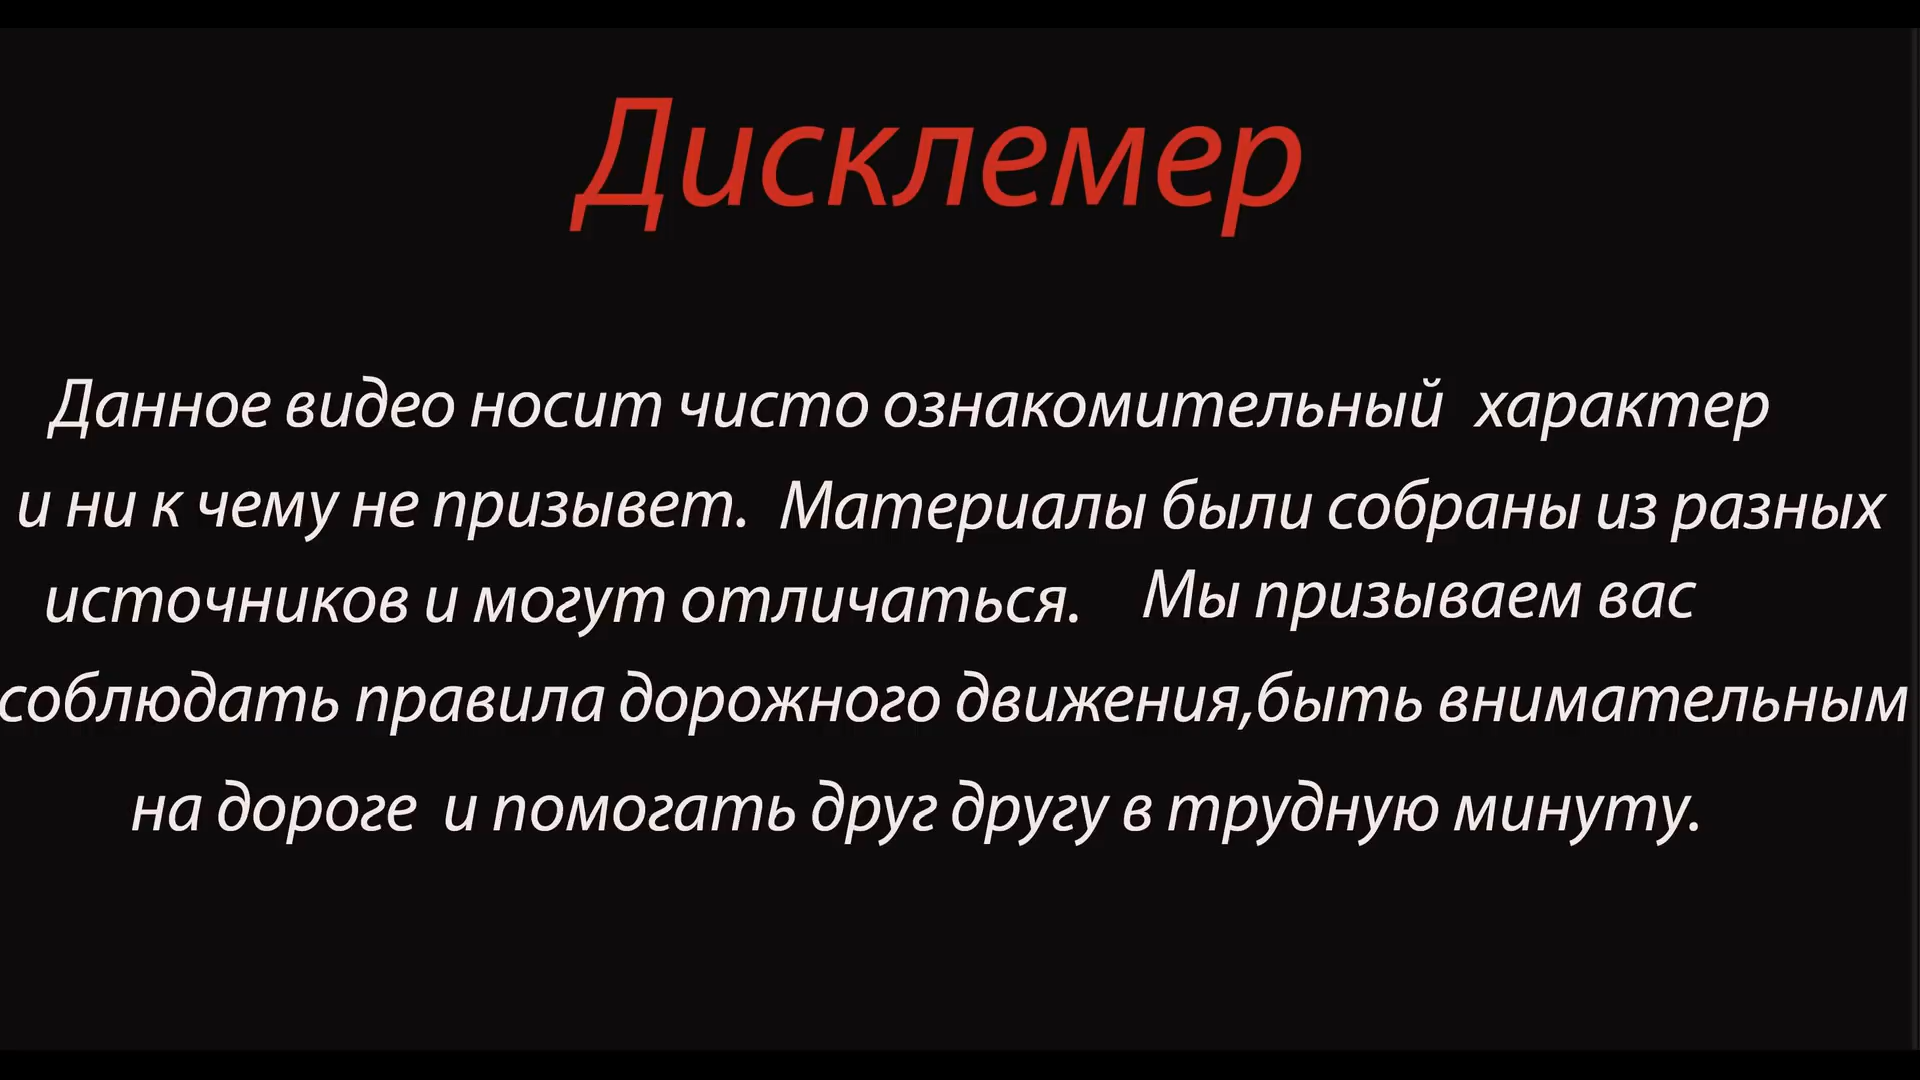 Дисклемер
Данное видео носит чисто ознакомительный характер
и ни к чему не призывет. Материалы были собраны из разных
источников и могут отличаться. Мы призываем вас
соблюдать правила дорожного движения,быть внимательным
на дороге и помогать друг другу в трудную минуту.